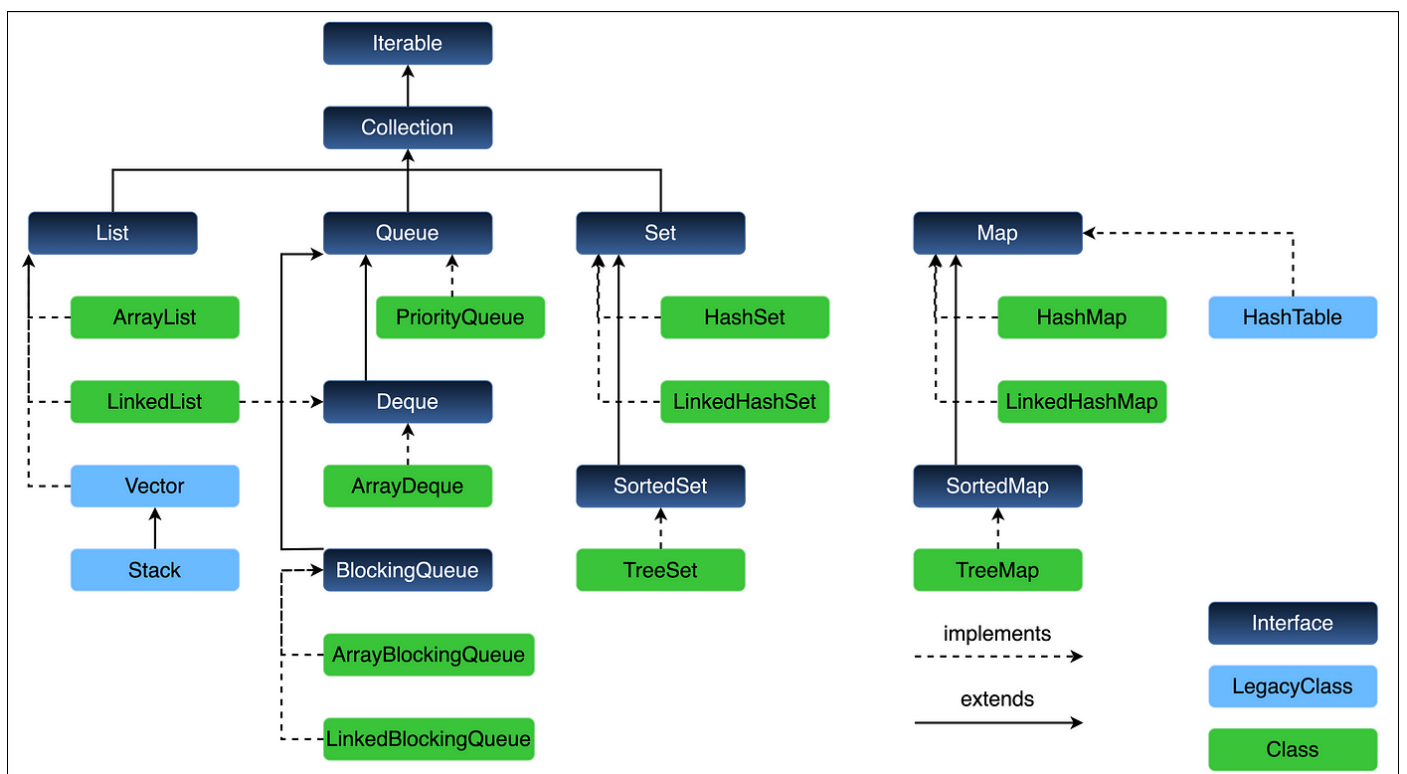 Iterable
Collection
List
Queue
Set
Map
ArrayList
PriorityQueue
HashSet
HashMap
HashTable
LinkedList
Deque
LinkedHashSet
LinkedHashMap
Vector
ArrayDeque
SortedSet
SortedMap
Stack
BlockingQueue
TreeSet
TreeMap
Interface
implements
ArrayBlockingQueue
LegacyClass
extends
LinkedBlockingQueue
Class